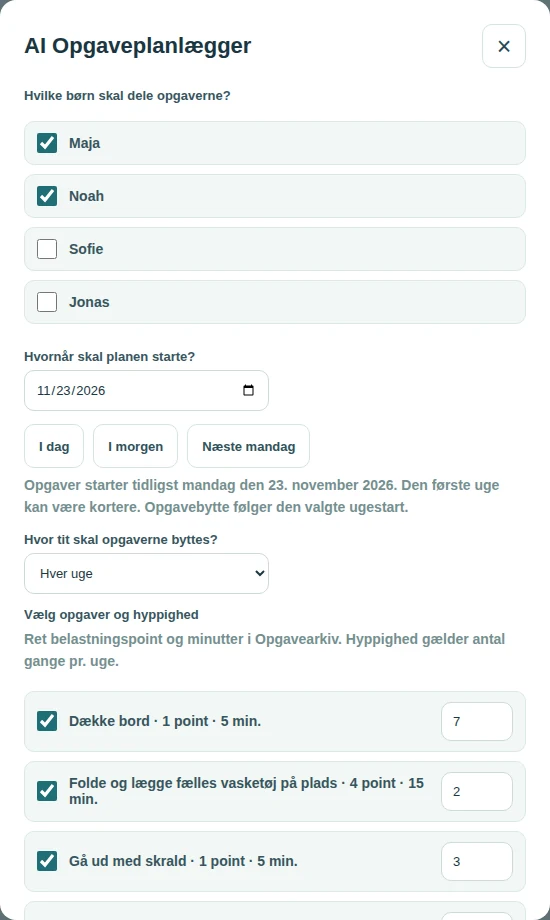 AI Opgaveplanlægger
Hvilke børn skal dele opgaverne?
Maja
Noah
Sofie
Jonas
Hvornår skal planen starte?
11/23/2026
I dag
I morgen
Næste mandag
Opgaver starter tidligst mandag den 23. november 2026. Den første uge
kan være kortere. Opgavebytte følger den valgte ugestart.
Hvor tit skal opgaverne byttes?
Hver uge
Vælg opgaver og hyppighed
Ret belastningspoint og minutter i Opgavearkiv. Hyppighed gælder antal
gange pr. uge.
Dække bord · 1 point · 5 min.
7
Folde og lægge fælles vasketøj på plads · 4 point · 15
min.
2
Gå ud med skrald · 1 point · 5 min.
3